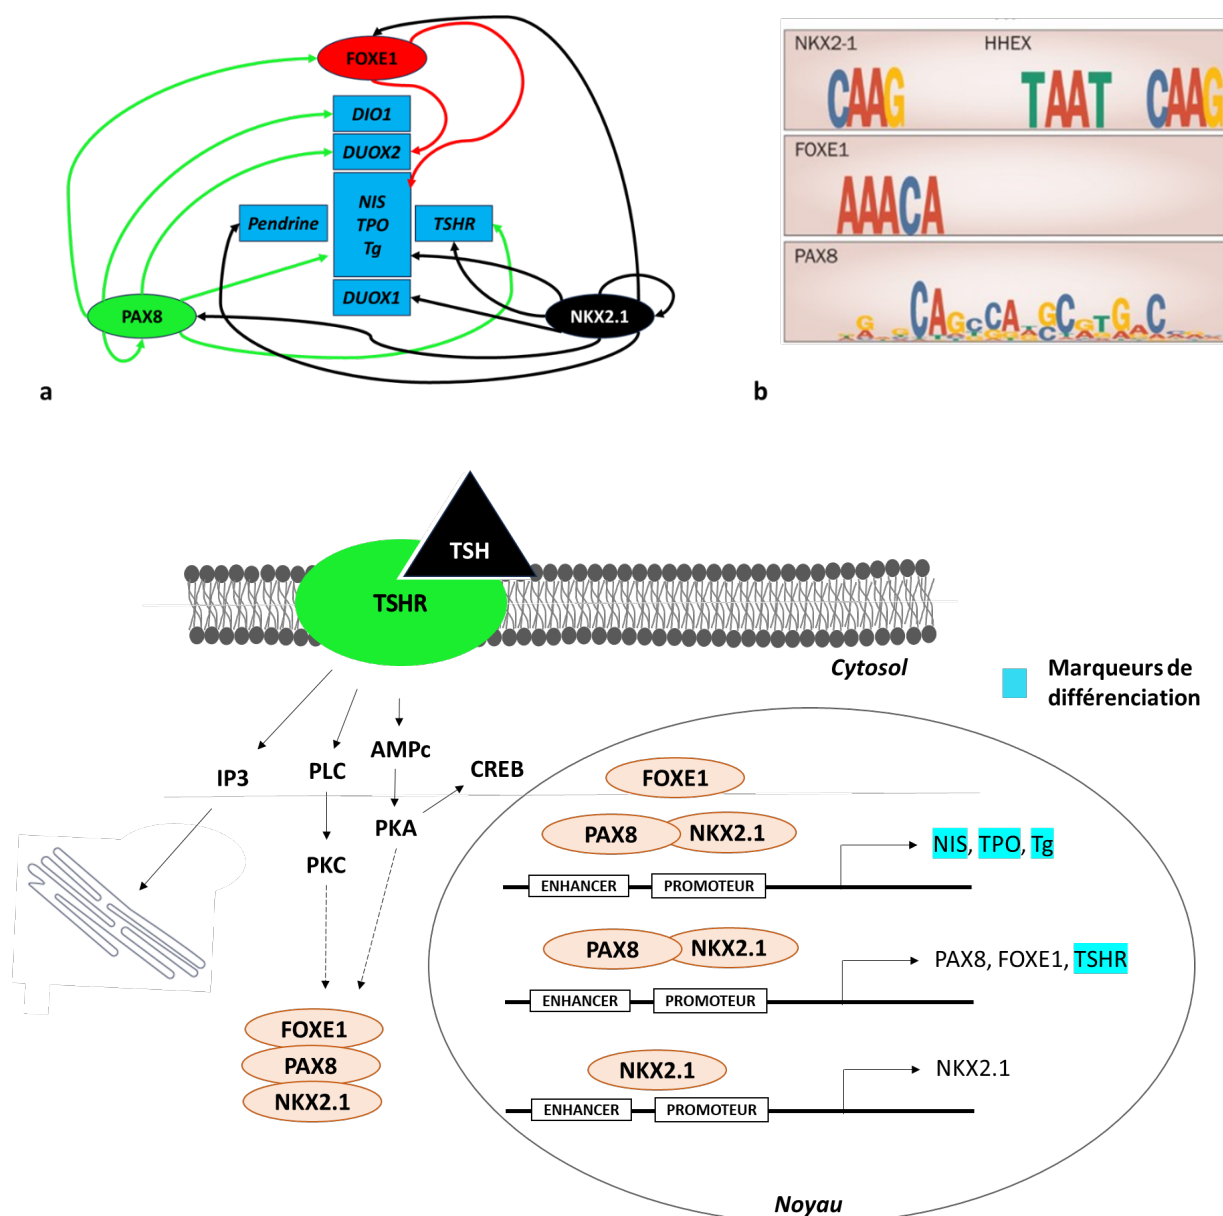 FOXE1
DIO1
DUOX2
NIS
TPO
Tg
Pendrine
TSHR
DUOX1
PAX8
NKX2.1
a
NKX2-1
HHEX
CAAG
TAAT
CAAG
FOXE1
AAACA
PAX8
b
TSH
TSHR
Cytosol
Marqueurs de
différenciation
IP3
PLC
AMPc
CREB
PKA
PKC
FOXE1
PAX8
NKX2.1
FOXE1
PAX8
NKX2.1
NIS, TPO, Tg
ENHANCER
PROMOTEUR
PAX8
NKX2.1
PAX8, FOXE1, TSHR
ENHANCER
PROMOTEUR
NKX2.1
NKX2.1
ENHANCER
PROMOTEUR
Noyau